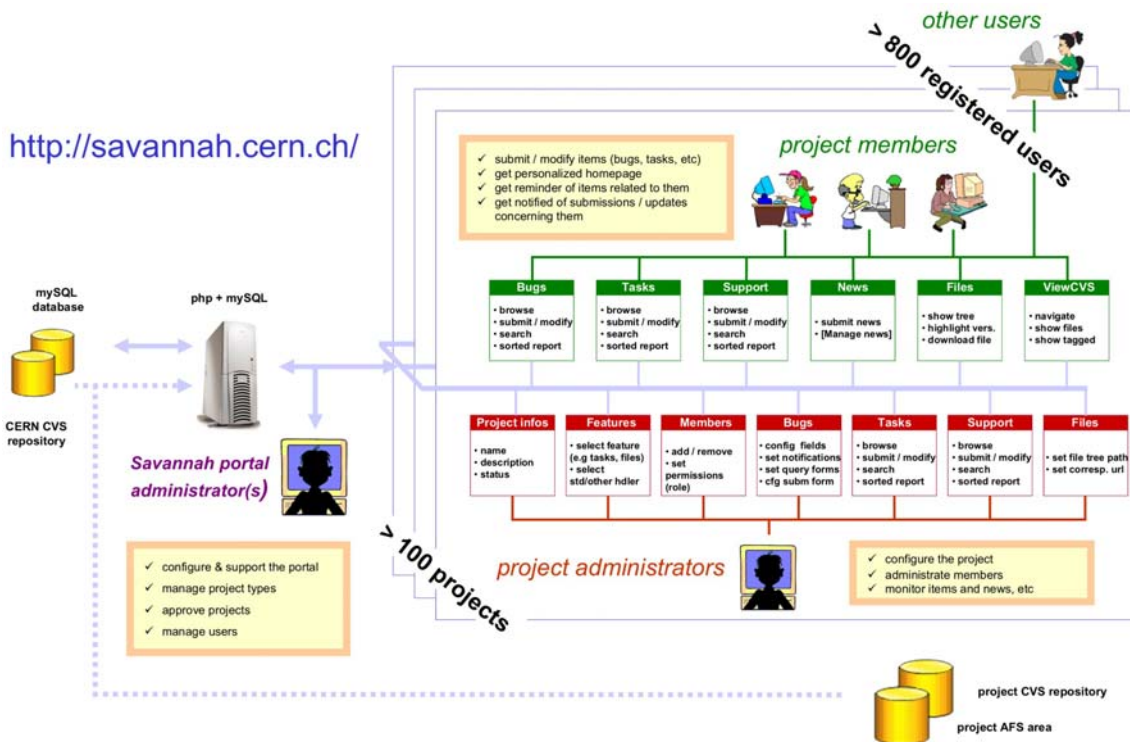 other users
> 800 registered users
http://savannah.cern.ch/
✓ submit / modify items (bugs, tasks, etc)
✓ get personalized homepage
✓ get reminder of items related to them
✓ get notified of submissions / updates
concerning them
project members
mySQL
database
php + mySQL
CERN CVS
repository
Savannah portal
administrator(s)
Bugs
• browse
• submit / modify
• search
• sorted report
Tasks
• browse
• submit / modify
• search
• sorted report
Support
• browse
• submit / modify
• search
• sorted report
News
• submit news
• [Manage news]
Files
• show tree
• highlight vers.
• download file
ViewCVS
• navigate
• show files
• show tagged
Project infos
• name
• description
• status
Features
• select feature
(e.g tasks, files)
• select
std/other hdler
Members
• add / remove
• set
permissions
(role)
Bugs
• config fields
• set notifications
• set query forms
• cfg subm form
Tasks
• browse
• submit / modify
• search
• sorted report
Support
• browse
• submit / modify
• search
• sorted report
Files
• set file tree path
• set corresp. url
✓ configure & support the portal
✓ manage project types
✓ approve projects
✓ manage users
> 100 projects
project administrators
✓ configure the project
✓ administrate members
✓ monitor items and news, etc
project CVS repository
project AFS area